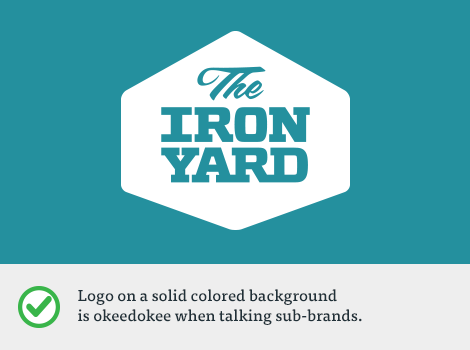 The
IRON
YARD
Logo on a solid colored background
is okeedokee when talking sub-brands.